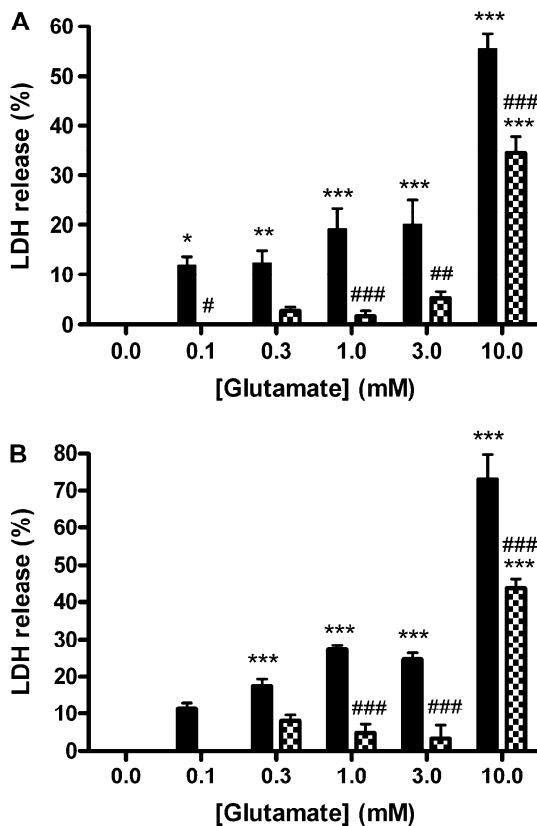 A
60
50
40
30
20
10
0
LDH release (%)
* ** *** *** ***
# ### ## ### ***
0.0 0.1 0.3 1.0 3.0 10.0
[Glutamate] (mM)
B
80
70
60
50
40
30
20
10
0
LDH release (%)
*** *** *** ***
### ### ### ***
0.0 0.1 0.3 1.0 3.0 10.0
[Glutamate] (mM)